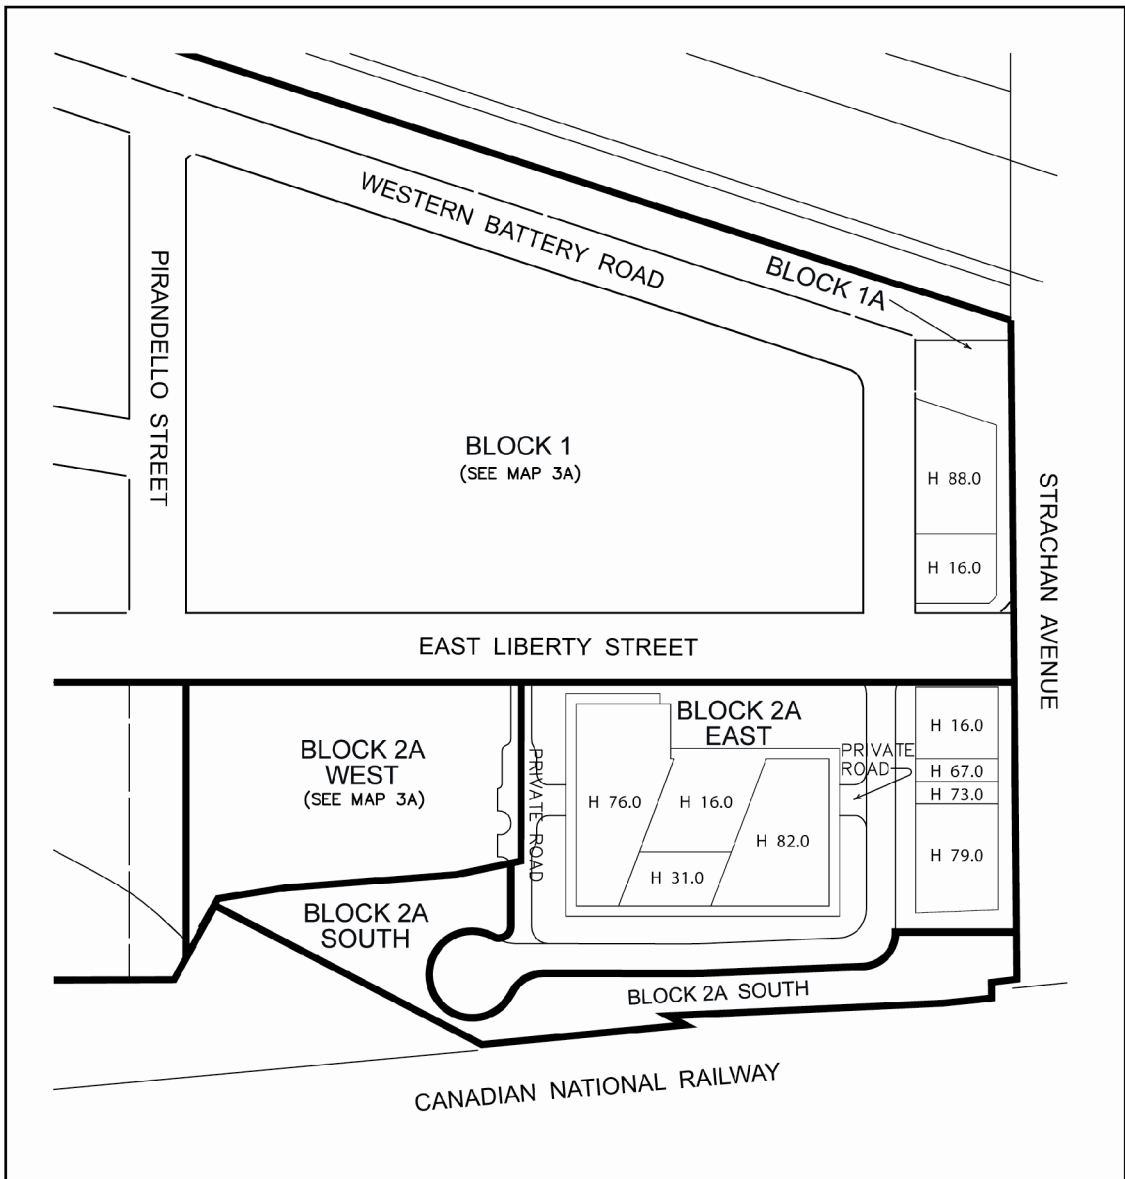 WESTERN BATTERY ROAD
BLOCK 1A
PIRANDELLO STREET
BLOCK 1
(SEE MAP 3A)
H 88.0
H 16.0
STRACHAN AVENUE
EAST LIBERTY STREET
BLOCK 2A
WEST
(SEE MAP 3A)
PRIVATE ROAD
BLOCK 2A
EAST
PRIVATE
ROAD
H 76.0
H 16.0
H 82.0
H 31.0
H 16.0
H 67.0
H 73.0
H 79.0
BLOCK 2A
SOUTH
BLOCK 2A SOUTH
CANADIAN NATIONAL RAILWAY